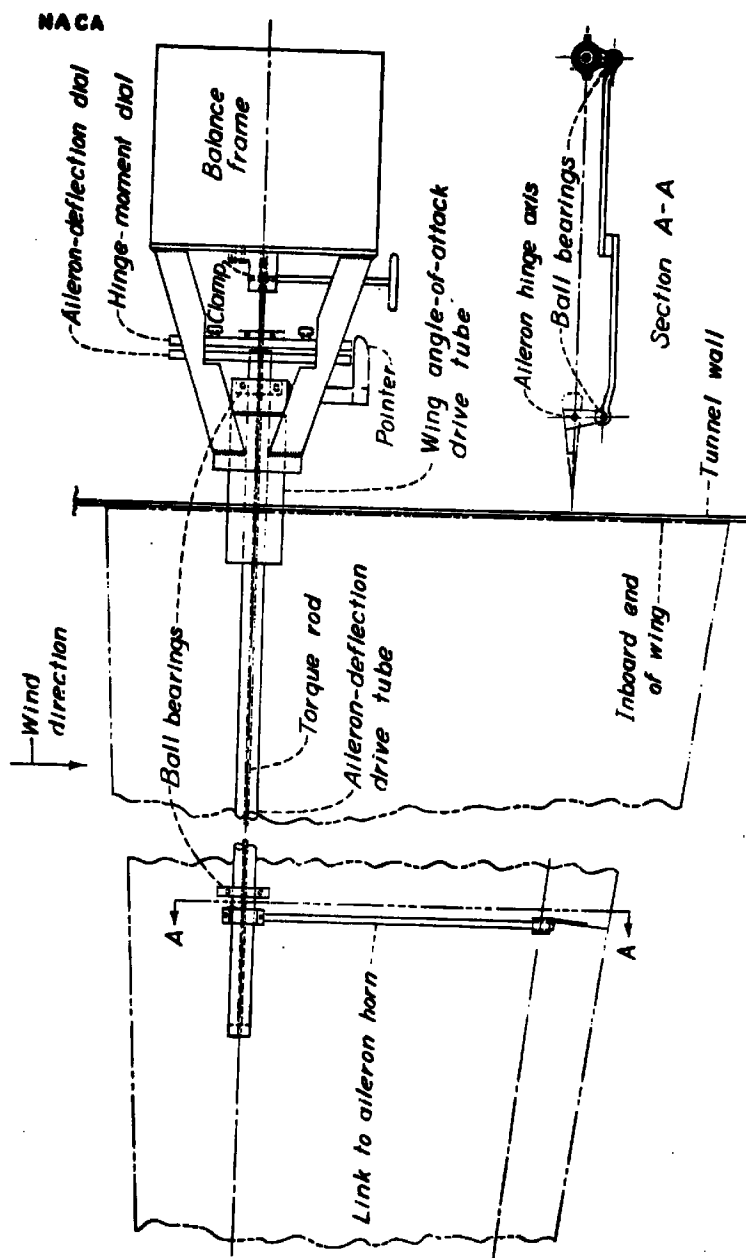 NACA
Aileron-deflection dial
Hinge-moment dial
Balance
frame
Clamp
Pointer
Wing angle-of-attack
drive tube
Aileron hinge axis
Ball bearings
Section A-A
Tunnel wall
Wind
direction
Ball bearings
Torque rod
Aileron-deflection
drive tube
Inboard end
of wing
A
A
Link to aileron horn